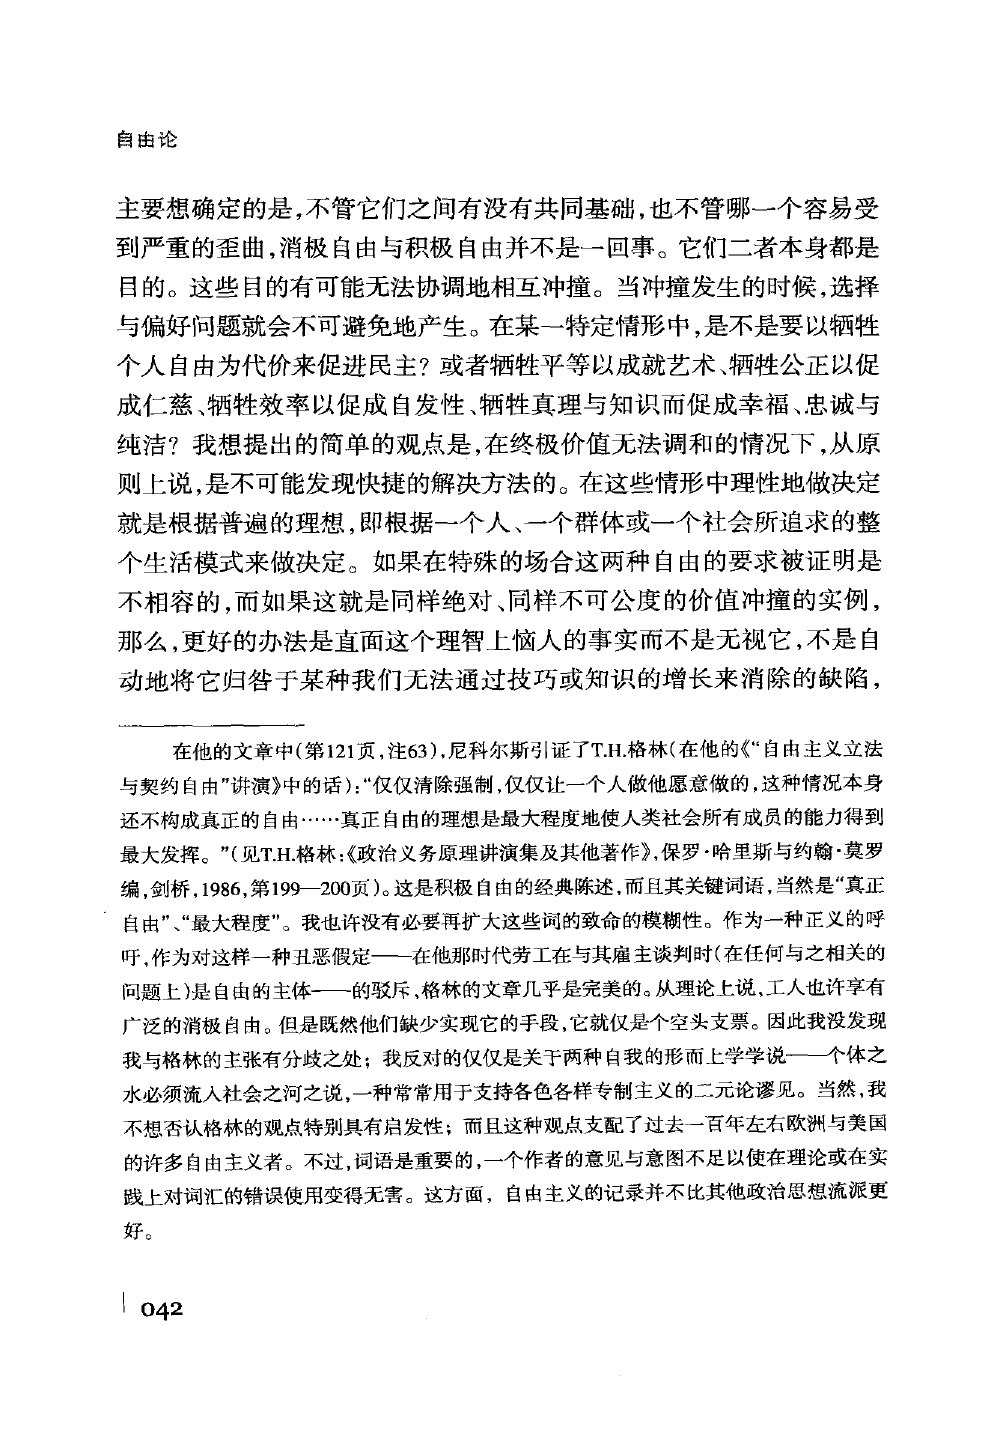 自由论
主要想确定的是,不管它们之间有没有共同基础,也不管哪一个容易受
到严重的歪曲,消极自由与积极自由并不是一回事。它们二者本身都是
目的。这些目的有可能无法协调地相互冲撞。当冲撞发生的时候,选择
与偏好问题就会不可避免地产生。在某一特定情形中,是不是要以牺牲
个人自由为代价来促进民主？或者牺牲平等以成就艺术、牺牲公正以促
成仁慈、牺牲效率以促成自发性、牺牲真理与知识而促成幸福、忠诚与
纯洁？我想提出的简单的观点是,在终极价值无法调和的情况下,从原
则上说,是不可能发现快捷的解决方法的。在这些情形中理性地做决定
就是根据普遍的理想,即根据一个人、一个群体或一个社会所追求的整
个生活模式来做决定。如果在特殊的场合这两种自由的要求被证明是
不相容的,而如果这就是同样绝对、同样不可公度的价值冲撞的实例,
那么,更好的办法是直面这个理智上恼人的事实而不是无视它,不是自
动地将它归咎于某种我们无法通过技巧或知识的增长来消除的缺陷,
在他的文章中(第121页,注63),尼科尔斯引证了T.H.格林(在他的《“自由主义立法
与契约自由”讲演》中的话):“仅仅清除强制,仅仅让一个人做他愿意做的,这种情况本身
还不构成真正的自由……真正自由的理想是最大程度地使人类社会所有成员的能力得到
最大发挥。”(见T.H.格林:《政治义务原理讲演集及其他著作》,保罗·哈里斯与约翰·莫罗
编,剑桥,1986,第199—200页)。这是积极自由的经典陈述,而且其关键词语,当然是“真正
自由”、“最大程度”。我也许没有必要再扩大这些词的致命的模糊性。作为一种正义的呼
吁,作为对这样一种丑恶假定——在他那时代劳工在与其雇主谈判时(在任何与之相关的
问题上)是自由的主体——的驳斥,格林的文章几乎是完美的。从理论上说,工人也许享有
广泛的消极自由。但是既然他们缺少实现它的手段,它就仅是个空头支票。因此我没发现
我与格林的主张有分歧之处；我反对的仅仅是关于两种自我的形而上学学说——个体之
水必须流入社会之河之说,一种常常用于支持各色各样专制主义的二元论谬见。当然,我
不想否认格林的观点特别具有启发性；而且这种观点支配了过去一百年左右欧洲与美国
的许多自由主义者。不过,词语是重要的,一个作者的意见与意图不足以使在理论或在实
践上对词汇的错误使用变得无害。这方面,自由主义的记录并不比其他政治思想流派更
好。
042